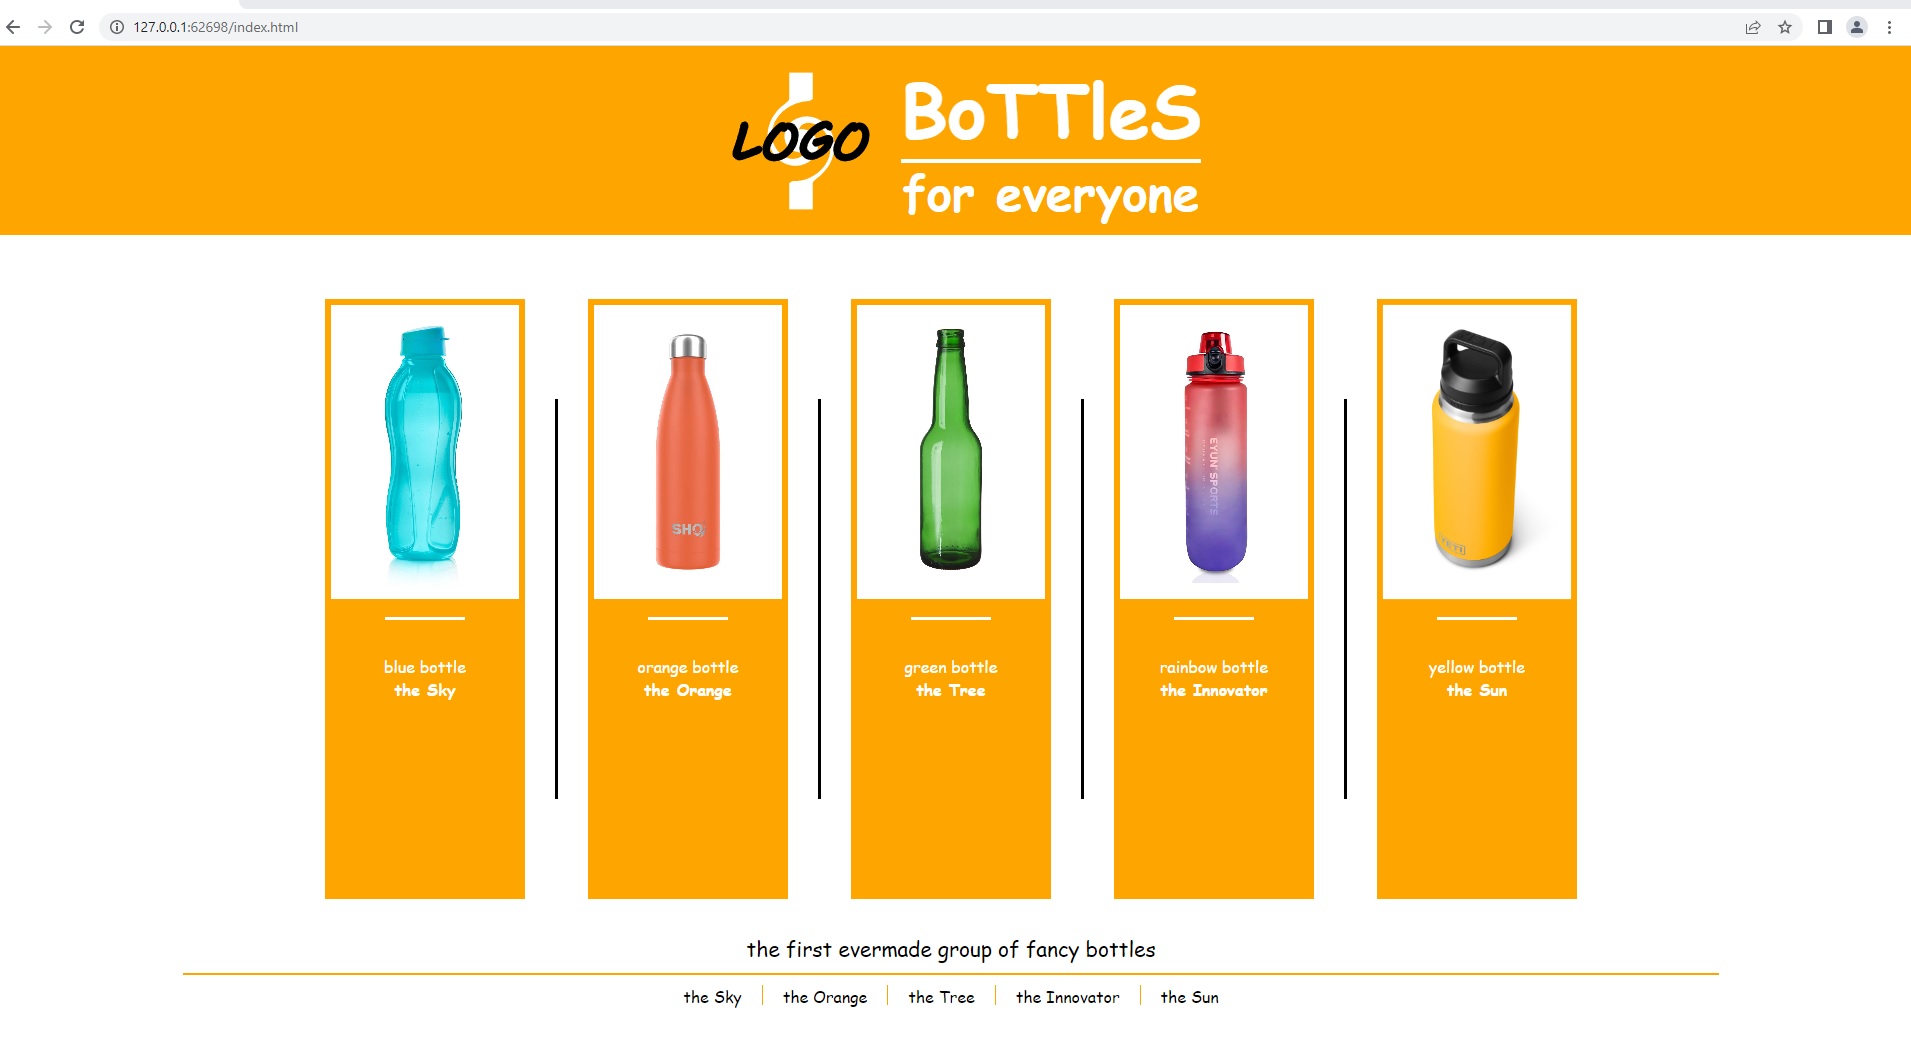 127.0.0.1:62698/index.html
LOGO
BoTTleS
for everyone
EYUN SPORTS
YETI
blue bottle
the Sky
orange bottle
the Orange
green bottle
the Tree
rainbow bottle
the Innovator
yellow bottle
the Sun
the first evermade group of fancy bottles
the Sky
the Orange
the Tree
the Innovator
the Sun